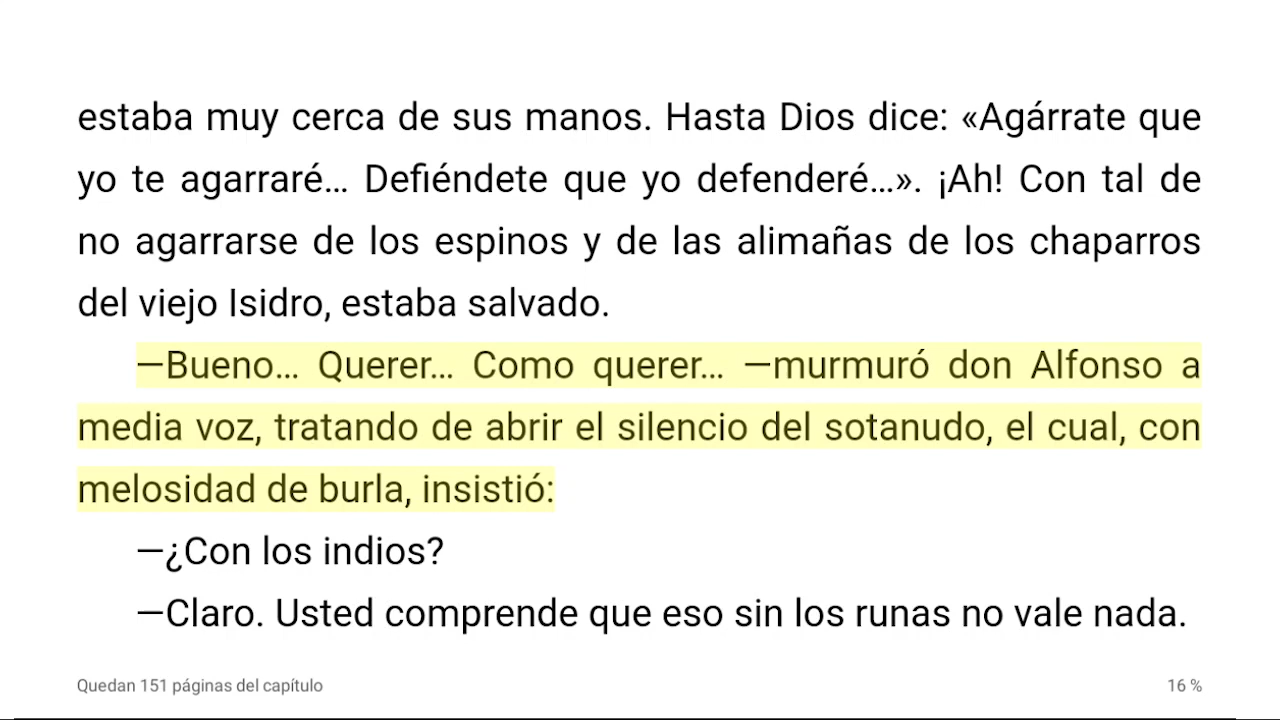 estaba muy cerca de sus manos. Hasta Dios dice: «Agárrate que
yo te agarraré… Defiéndete que yo defenderé…». ¡Ah! Con tal de
no agarrarse de los espinos y de las alimañas de los chaparros
del viejo Isidro, estaba salvado.
—Bueno… Querer… Como querer… —murmuró don Alfonso a
media voz, tratando de abrir el silencio del sotanudo, el cual, con
melosidad de burla, insistió:
—¿Con los indios?
—Claro. Usted comprende que eso sin los runas no vale nada.
Quedan 151 páginas del capítulo
16 %